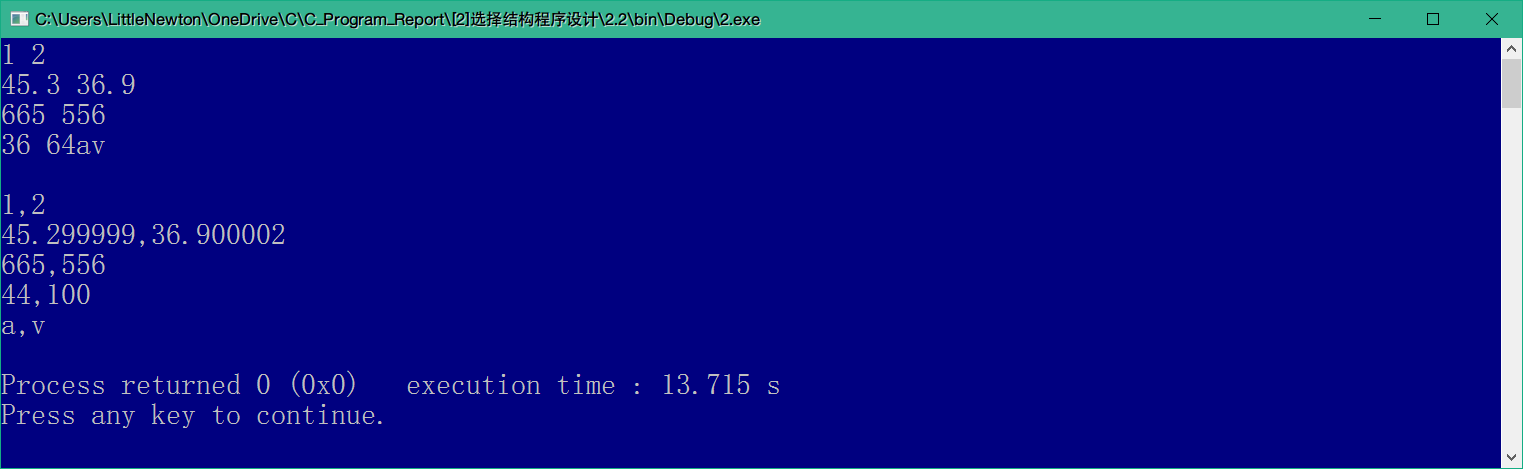 C:\Users\LittleNewton\OneDrive\C\C_Program_Report\[2]选择结构程序设计\2.2\bin\Debug\2.exe
1 2
45.3 36.9
665 556
36 64av
1,2
45.299999,36.900002
665,556
44,100
a,v
Process returned 0 (0x0)   execution time : 13.715 s
Press any key to continue.